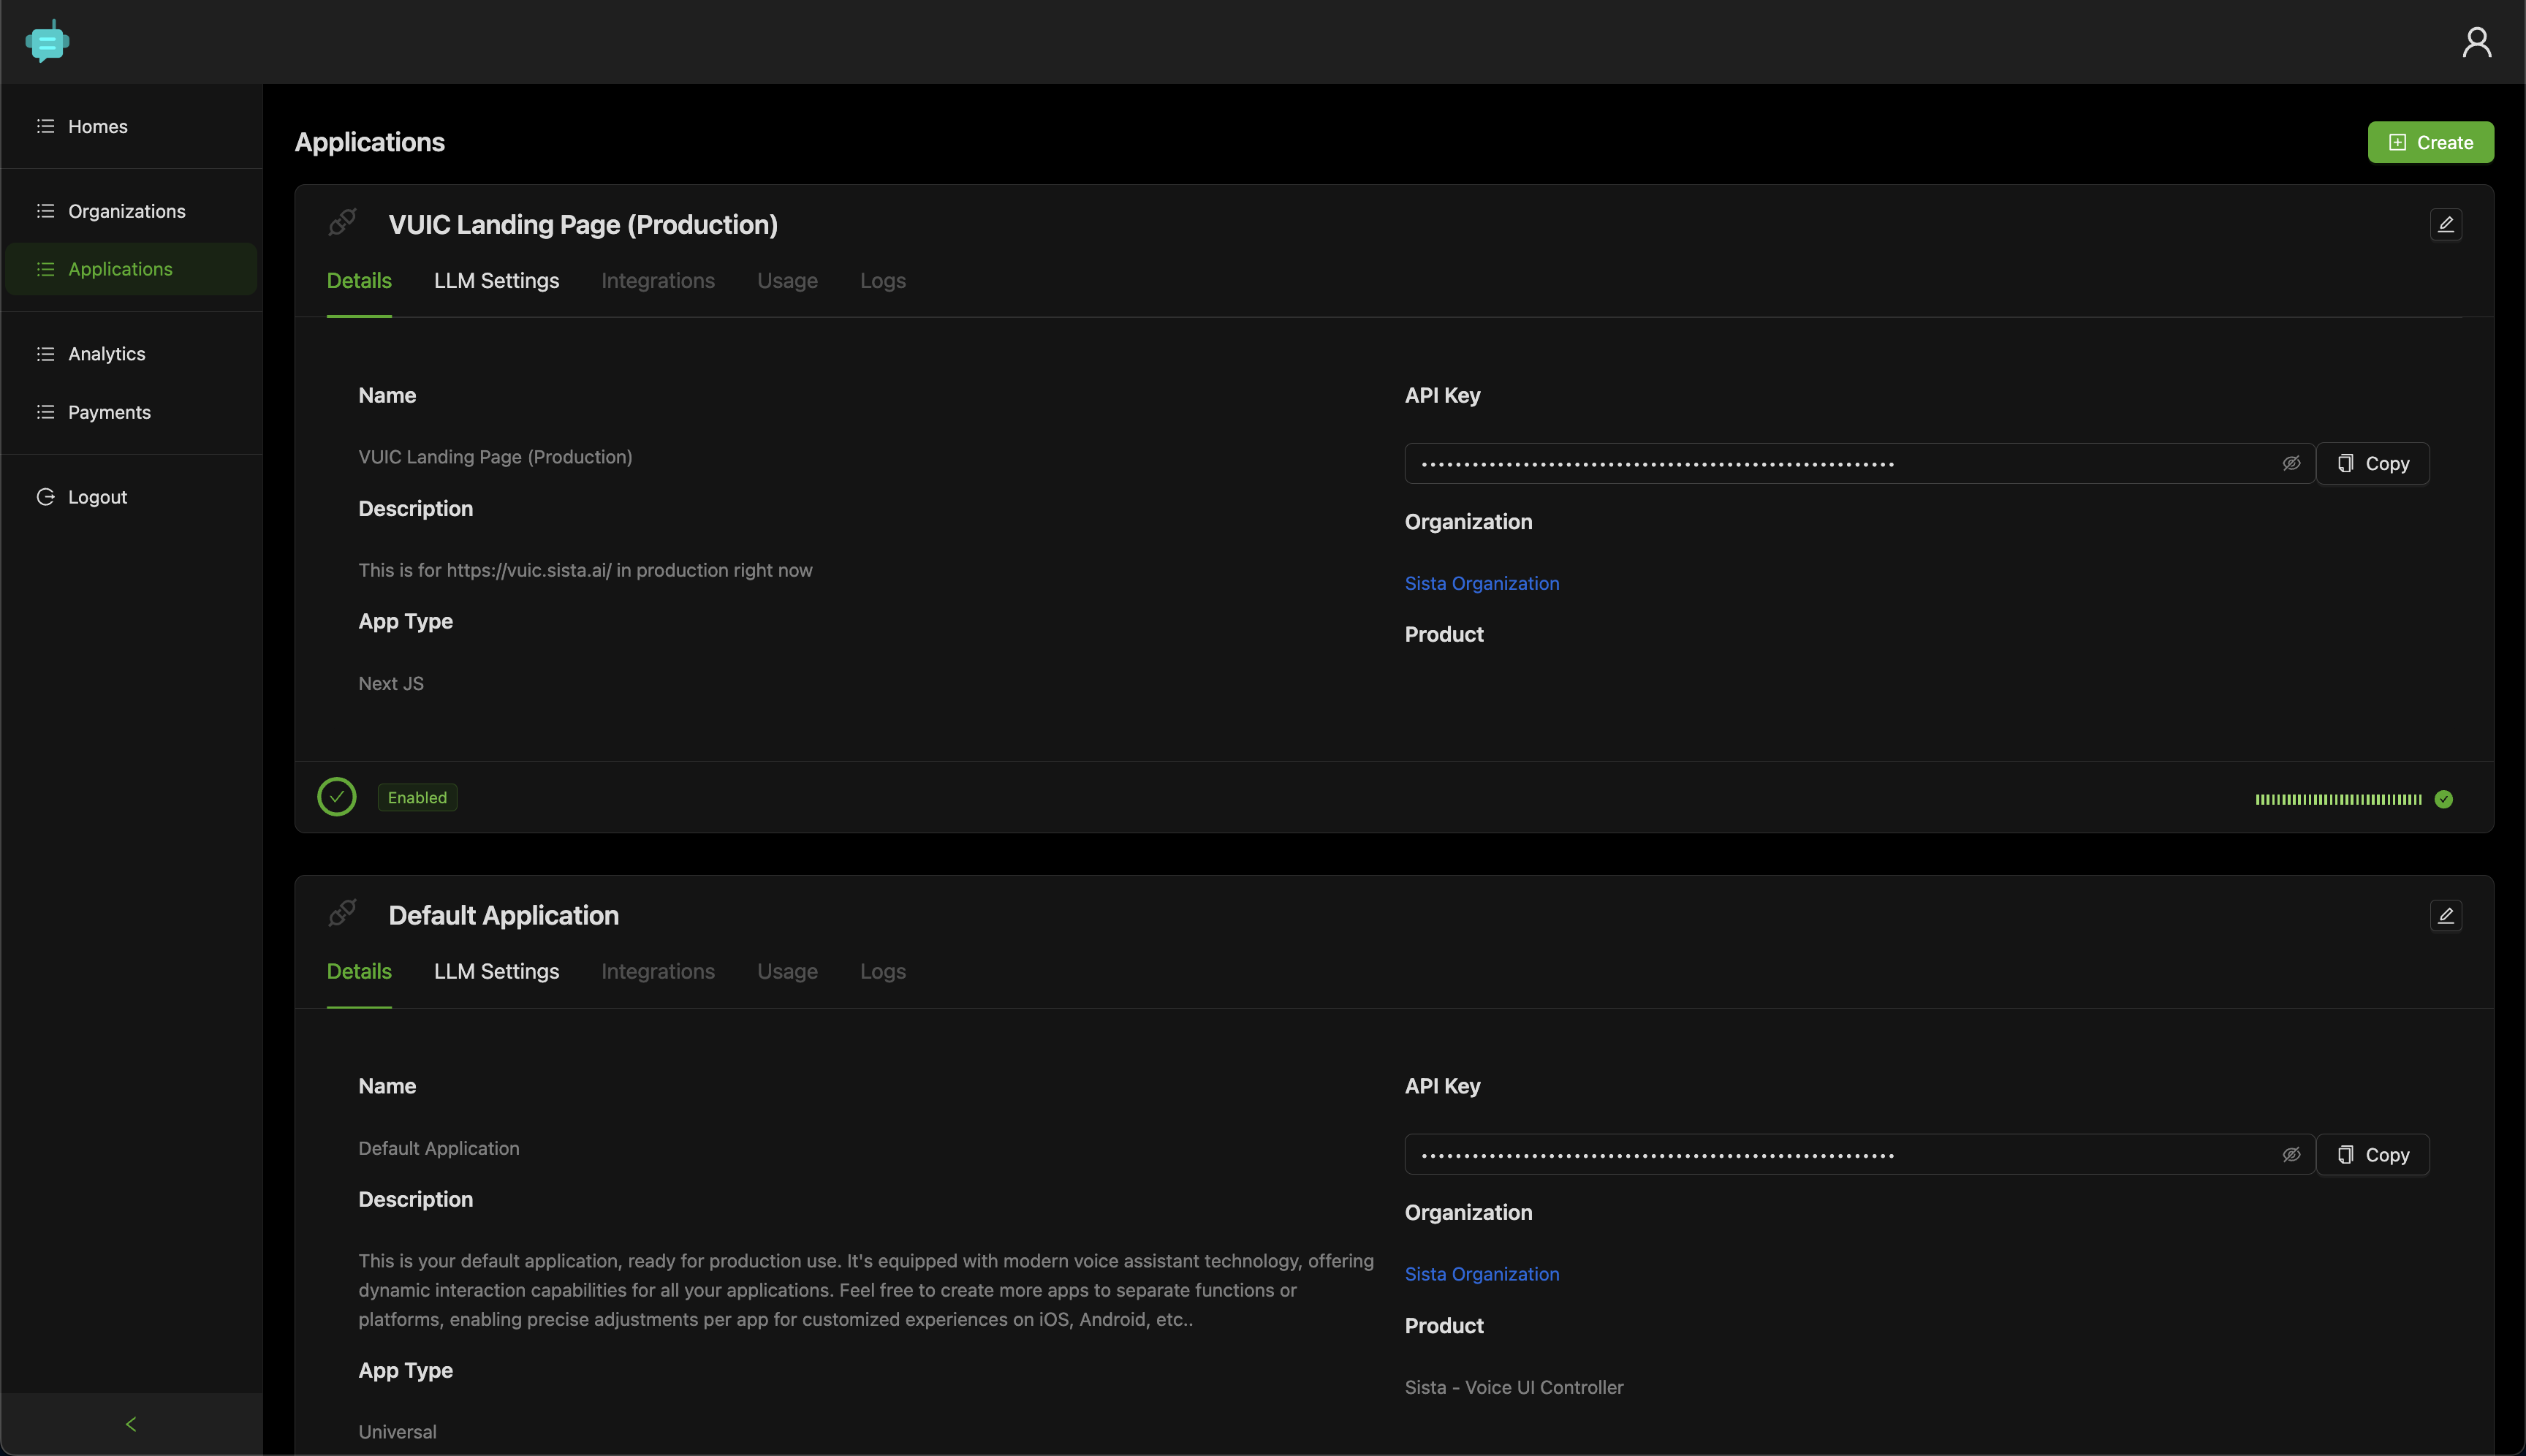 Homes
Organizations
Applications
Analytics
Payments
Logout
Applications
Create
VUIC Landing Page (Production)
Details LLM Settings Integrations Usage Logs
Name
VUIC Landing Page (Production)
Description
This is for https://vuic.sista.ai/ in production right now
App Type
Next JS
API Key
Copy
Organization
Sista Organization
Product
Enabled
Default Application
Details LLM Settings Integrations Usage Logs
Name
Default Application
Description
This is your default application, ready for production use. It's equipped with modern voice assistant technology, offering
dynamic interaction capabilities for all your applications. Feel free to create more apps to separate functions or
platforms, enabling precise adjustments per app for customized experiences on iOS, Android, etc..
App Type
Universal
API Key
Copy
Organization
Sista Organization
Product
Sista - Voice UI Controller